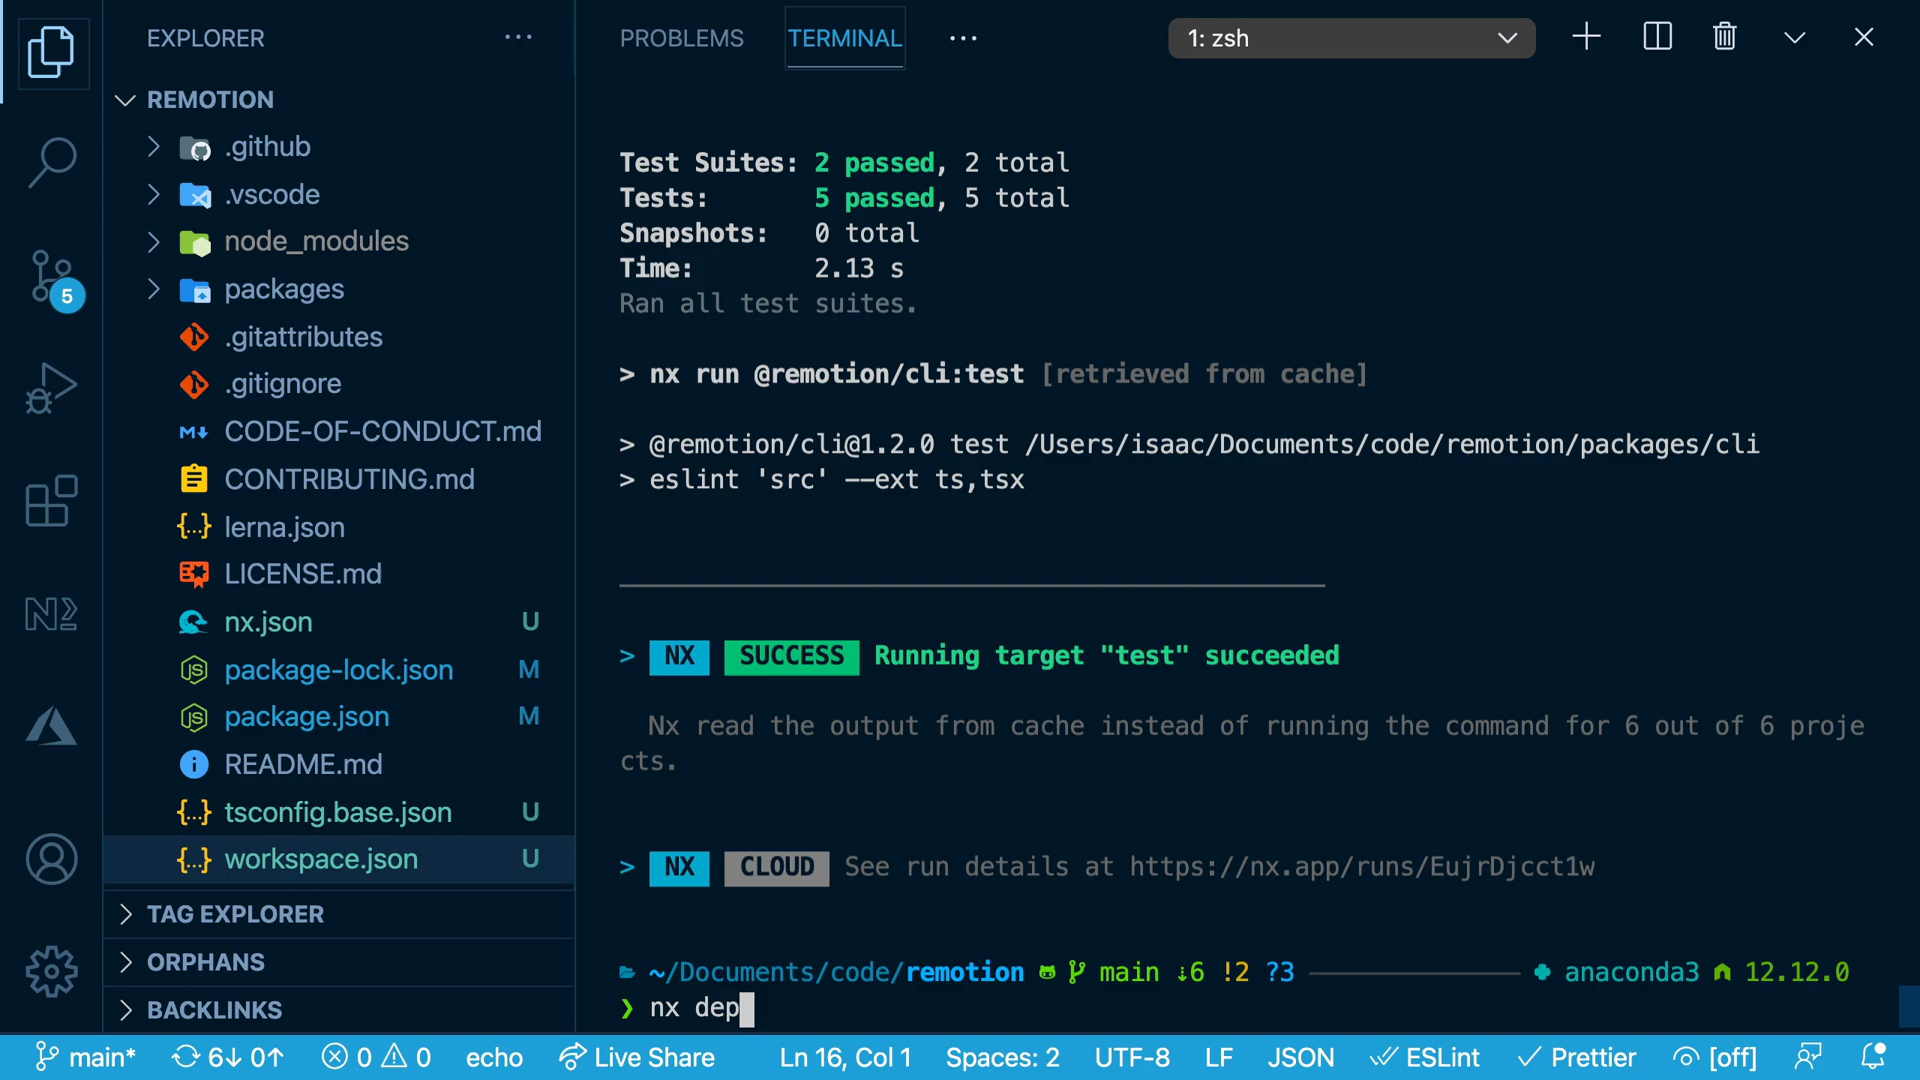 EXPLORER
REMOTION
.github
.vscode
node_modules
packages
.gitattributes
.gitignore
CODE-OF-CONDUCT.md
CONTRIBUTING.md
lerna.json
LICENSE.md
nx.json U
package-lock.json M
package.json M
README.md
tsconfig.base.json U
workspace.json U
TAG EXPLORER
ORPHANS
BACKLINKS
5
PROBLEMS TERMINAL ··· 1: zsh
Test Suites: 2 passed, 2 total
Tests: 5 passed, 5 total
Snapshots: 0 total
Time: 2.13 s
Ran all test suites.
> nx run @remotion/cli:test [retrieved from cache]
> @remotion/cli@1.2.0 test /Users/isaac/Documents/code/remotion/packages/cli
> eslint 'src' --ext ts,tsx
> NX SUCCESS Running target "test" succeeded
Nx read the output from cache instead of running the command for 6 out of 6 proje
cts.
> NX CLOUD See run details at https://nx.app/runs/EujrDjcct1w
~/Documents/code/remotion main ⇣6 !2 ?3 anaconda3 12.12.0
❯ nx dep
main* 6↓ 0↑ 0 0 echo Live Share Ln 16, Col 1 Spaces: 2 UTF-8 LF JSON ESLint Prettier [off]